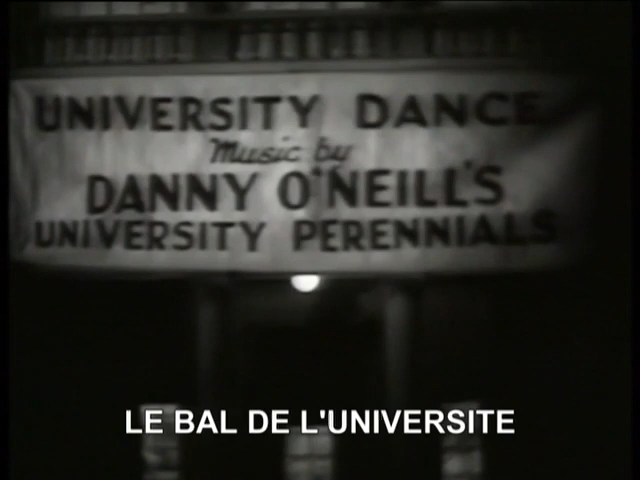 UNIVERSITY DANCE
Music by
DANNY O'NEILL'S
UNIVERSITY PERENNIALS
LE BAL DE L'UNIVERSITE